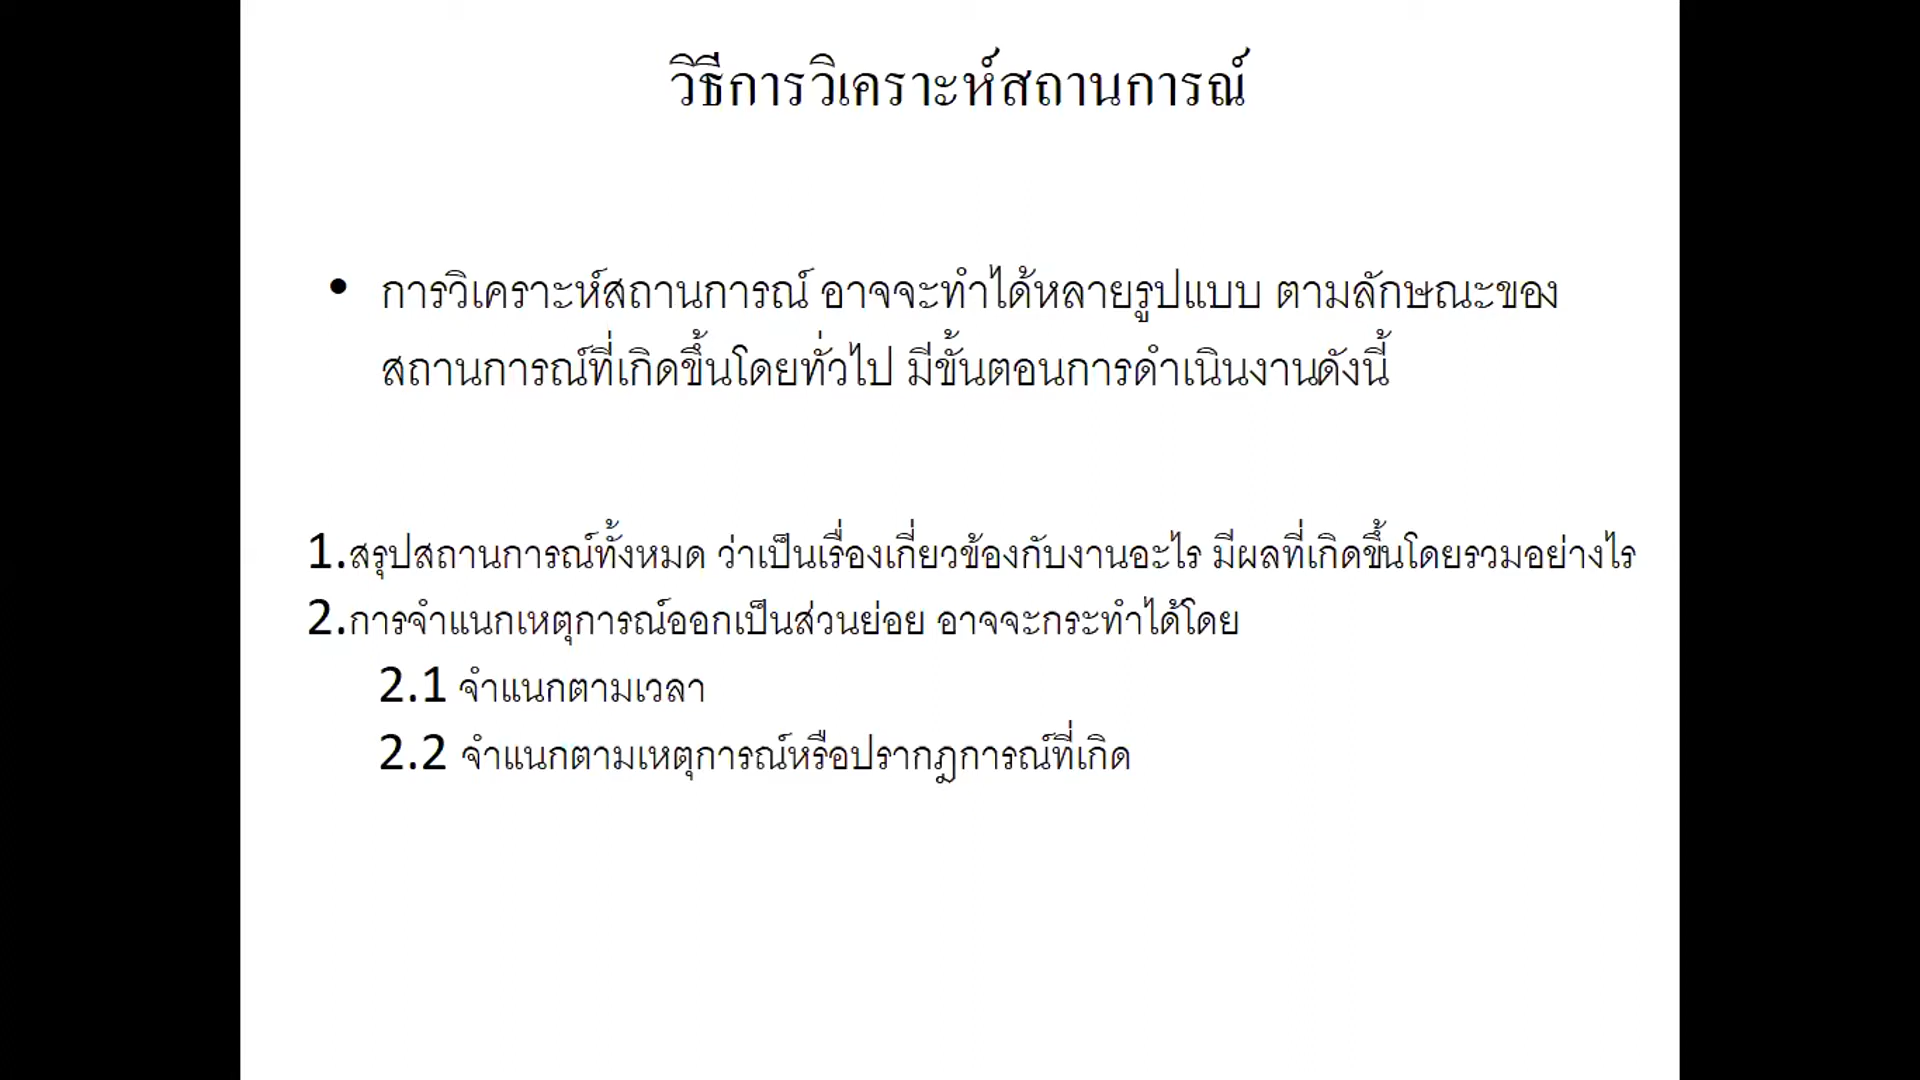 วิธีการวิเคราะห์สถานการณ์
• การวิเคราะห์สถานการณ์ อาจจะทำได้หลายรูปแบบ ตามลักษณะของ
สถานการณ์ที่เกิดขึ้นโดยทั่วไป มีขั้นตอนการดำเนินงานดังนี้
1.สรุปสถานการณ์ทั้งหมด ว่าเป็นเรื่องเกี่ยวข้องกับงานอะไร มีผลที่เกิดขึ้นโดยรวมอย่างไร
2.การจำแนกเหตุการณ์ออกเป็นส่วนย่อย อาจจะกระทำได้โดย
2.1 จำแนกตามเวลา
2.2 จำแนกตามเหตุการณ์หรือปรากฏการณ์ที่เกิด